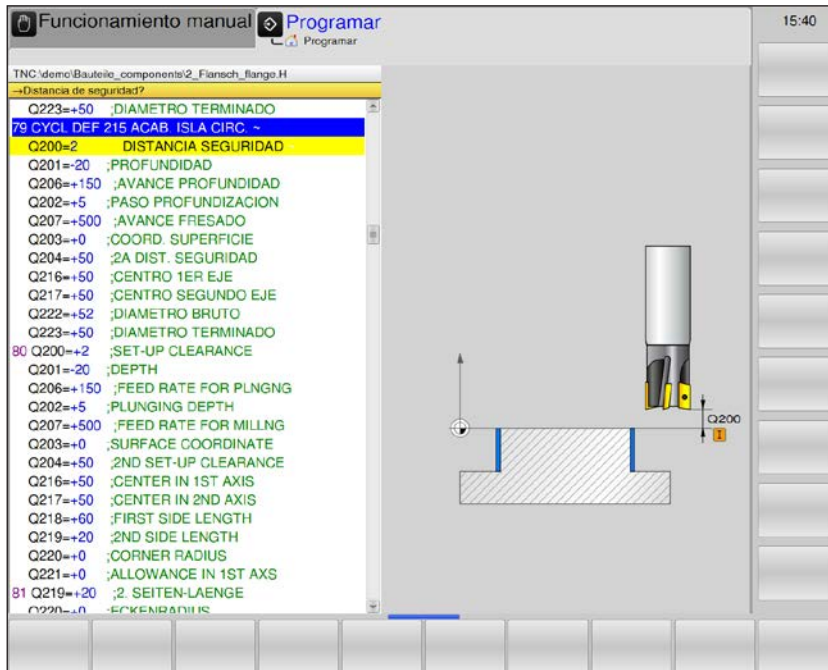 Funcionamiento manual
Programar
Programar
15:40
TNC:\demo\Bauteile_components\2_Flansch_flange.H
→Distancia de seguridad?
Q223=+50 ;DIAMETRO TERMINADO
79 CYCL DEF 215 ACAB. ISLA CIRC. ~
Q200=2 DISTANCIA SEGURIDAD
Q201=-20 ;PROFUNDIDAD
Q206=+150 ;AVANCE PROFUNDIDAD
Q202=+5 ;PASO PROFUNDIZACION
Q207=+500 ;AVANCE FRESADO
Q203=+0 ;COORD. SUPERFICIE
Q204=+50 ;2A DIST. SEGURIDAD
Q216=+50 ;CENTRO 1ER EJE
Q217=+50 ;CENTRO SEGUNDO EJE
Q222=+52 ;DIAMETRO BRUTO
Q223=+50 ;DIAMETRO TERMINADO
80 Q200=+2 ;SET-UP CLEARANCE
Q201=-20 ;DEPTH
Q206=+150 ;FEED RATE FOR PLNGNG
Q202=+5 ;PLUNGING DEPTH
Q207=+500 ;FEED RATE FOR MILLNG
Q203=+0 ;SURFACE COORDINATE
Q204=+50 ;2ND SET-UP CLEARANCE
Q216=+50 ;CENTER IN 1ST AXIS
Q217=+50 ;CENTER IN 2ND AXIS
Q218=+60 ;FIRST SIDE LENGTH
Q219=+20 ;2ND SIDE LENGTH
Q220=+0 ;CORNER RADIUS
Q221=+0 ;ALLOWANCE IN 1ST AXS
81 Q219=+20 ;2. SEITEN-LAENGE
Q220=+0 ;ECKENRADIUS
Q200
I